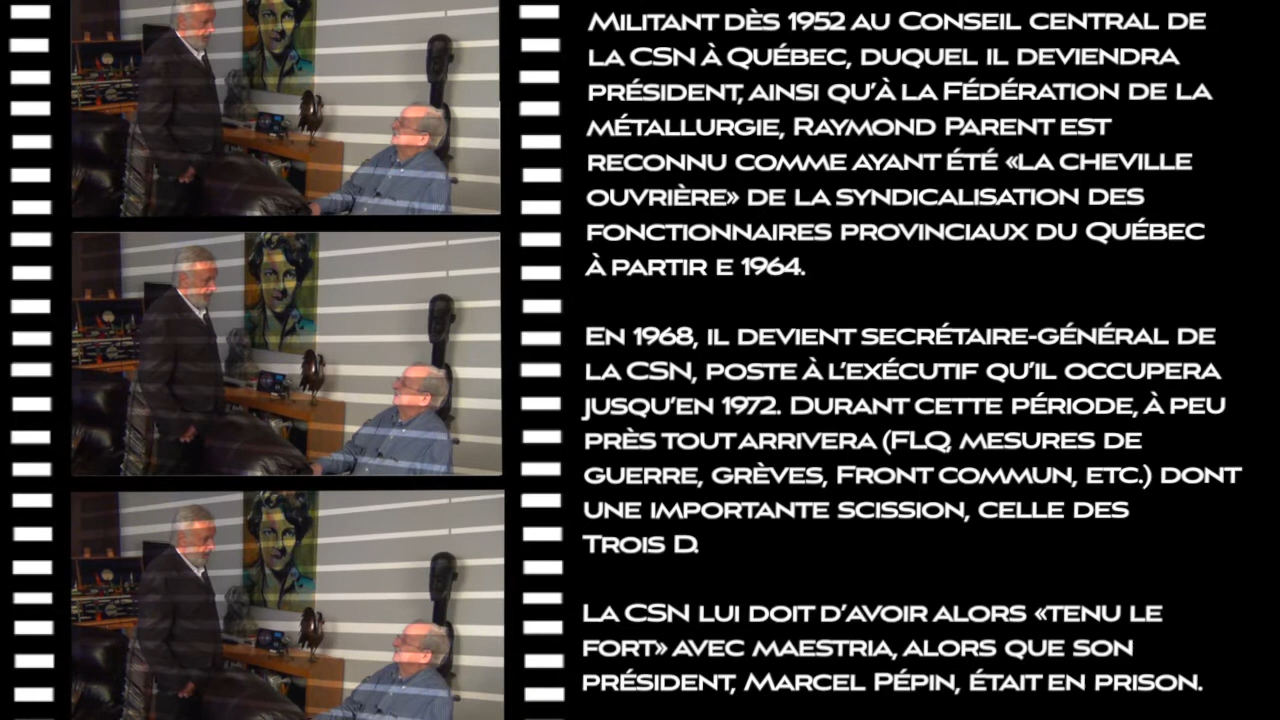 Militant dès 1952 au Conseil central de
la CSN à Québec, duquel il deviendra
président, ainsi qu'à la Fédération de la
métallurgie, Raymond Parent est
reconnu comme ayant été «la cheville
ouvrière» de la syndicalisation des
fonctionnaires provinciaux du Québec
à partir e 1964.
En 1968, il devient secrétaire-général de
la CSN, poste à l'exécutif qu'il occupera
jusqu'en 1972. Durant cette période, à peu
près tout arrivera (FLQ, mesures de
guerre, grèves, Front commun, etc.) dont
une importante scission, celle des
Trois D.
La CSN lui doit d'avoir alors «tenu le
fort» avec maestria, alors que son
président, Marcel Pépin, était en prison.